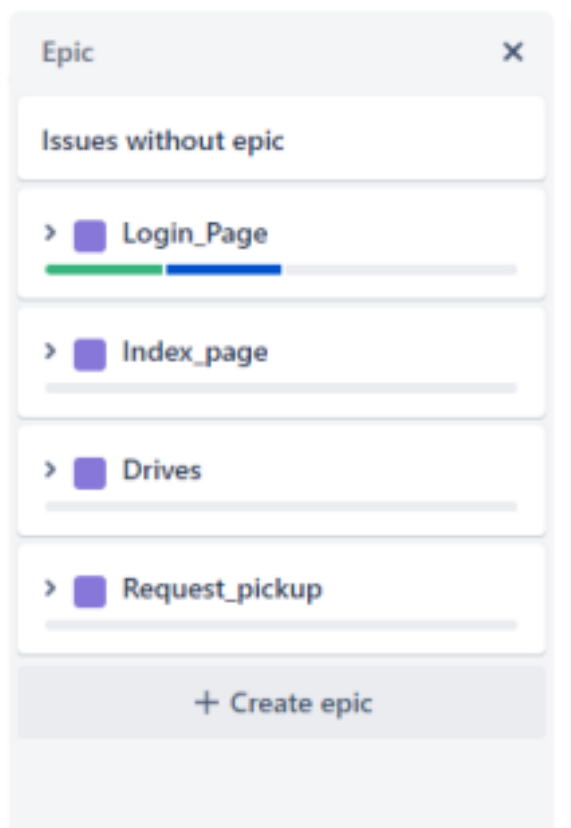 Epic
Issues without epic
Login_Page
Index_page
Drives
Request_pickup
+ Create epic